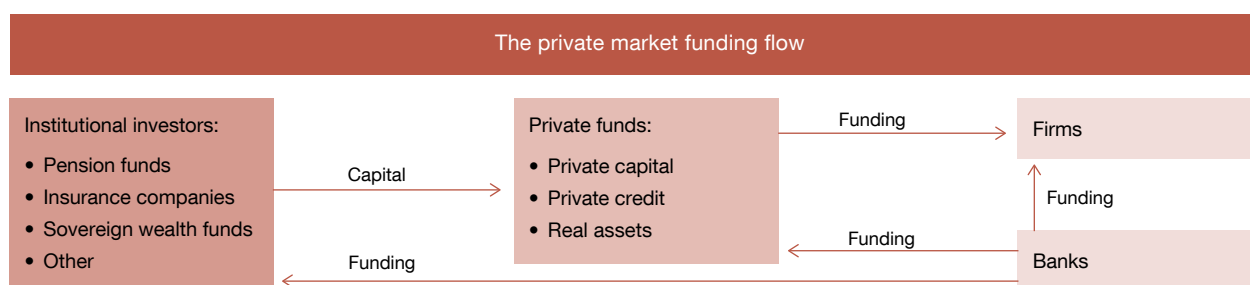 The private market funding flow
Institutional investors:
• Pension funds
• Insurance companies
• Sovereign wealth funds
• Other
Capital
Funding
Private funds:
• Private capital
• Private credit
• Real assets
Funding
Funding
Firms
Funding
Banks